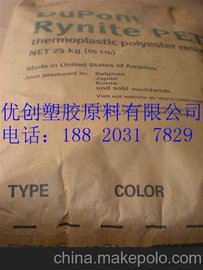 DuPont
Rynite PET
thermoplastic polyester resin
NET 25 kg (55.1 lb)
Made in United States of America
Also produced in:
Belgium
Japan
Korea
and sold worldwide
优创塑胶原料有限公司
电话：188 2031 7829
TYPE COLOR
china.makepolo.com